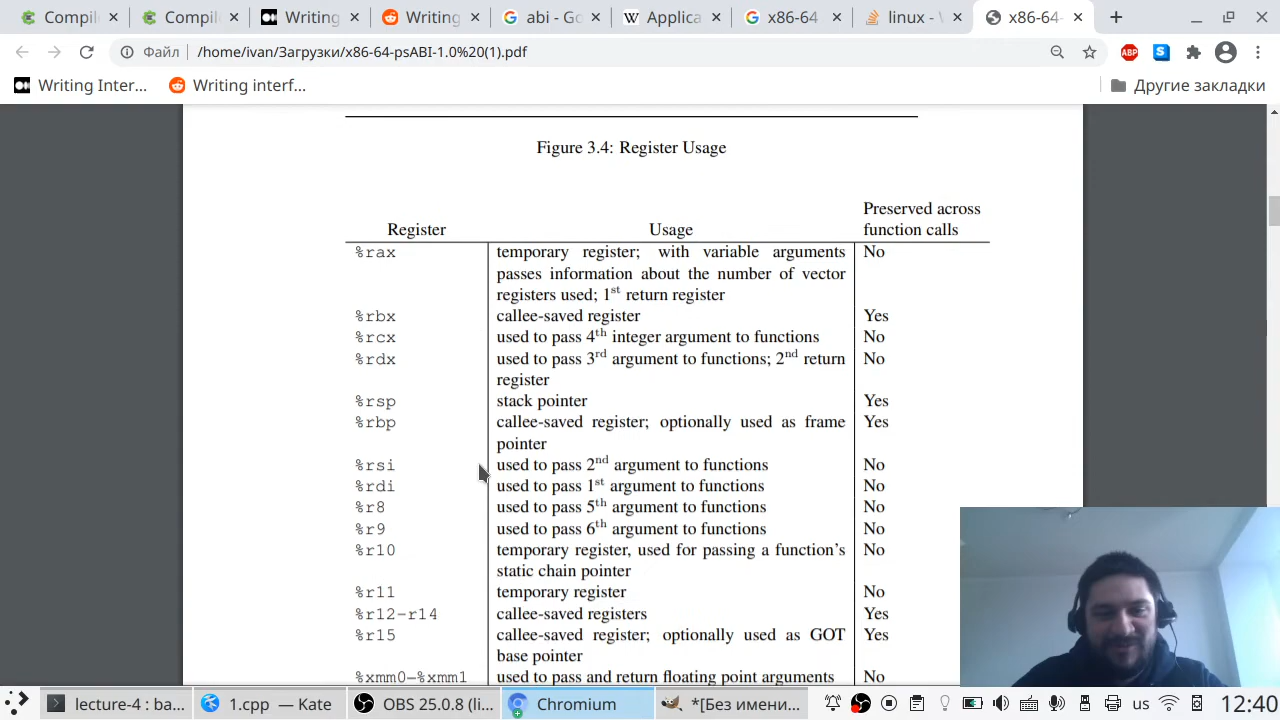 Compile Compile Writing Writing abi - Go Applica x86-64 linux - W x86-64-
Файл /home/ivan/Загрузки/x86-64-psABI-1.0%20(1).pdf ABP S
Writing Inter... Writing interf... Другие закладки
Figure 3.4: Register Usage
Preserved across
Register Usage function calls
%rax temporary register; with variable arguments No
passes information about the number of vector
registers used; 1st return register
%rbx callee-saved register Yes
%rcx used to pass 4th integer argument to functions No
%rdx used to pass 3rd argument to functions; 2nd return No
register
%rsp stack pointer Yes
%rbp callee-saved register; optionally used as frame Yes
pointer
%rsi used to pass 2nd argument to functions No
%rdi used to pass 1st argument to functions No
%r8 used to pass 5th argument to functions No
%r9 used to pass 6th argument to functions No
%r10 temporary register, used for passing a function's No
static chain pointer
%r11 temporary register No
%r12-r14 callee-saved registers Yes
%r15 callee-saved register; optionally used as GOT Yes
base pointer
%xmm0-%xmm1 used to pass and return floating point arguments No
lecture-4 : ba... 1.cpp — Kate OBS 25.0.8 (li... Chromium *[Без имени... us 12:40